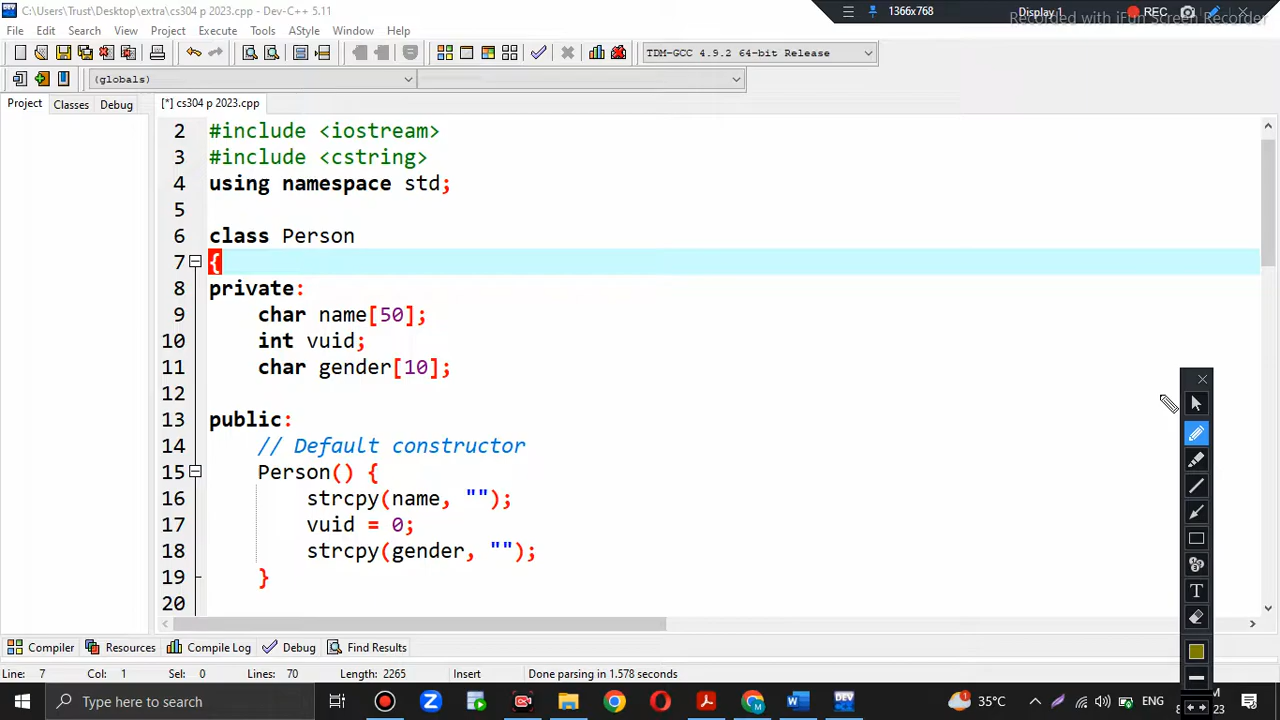 C:\Users\Trust\Desktop\extra\cs304 p 2023.cpp - Dev-C++ 5.11
1366x768
Display 1
REC
Recorded with iFun Screen Recorder
File Edit Search View Project Execute Tools AStyle Window Help
TDM-GCC 4.9.2 64-bit Release
(globals)
Project Classes Debug
[*] cs304 p 2023.cpp
2 #include <iostream>
3 #include <cstring>
4 using namespace std;
5
6 class Person
7 {
8 private:
9 char name[50];
10 int vuid;
11 char gender[10];
12
13 public:
14 // Default constructor
15 Person() {
16 strcpy(name, "");
17 vuid = 0;
18 strcpy(gender, "");
19 }
20
T
Compiler Resources Compile Log Debug Find Results
Line: 7 Col: 1 Sel: 0 Lines: 70 Length: 2265 Insert Done parsing in 1.578 seconds
Type here to search
35°C
ENG